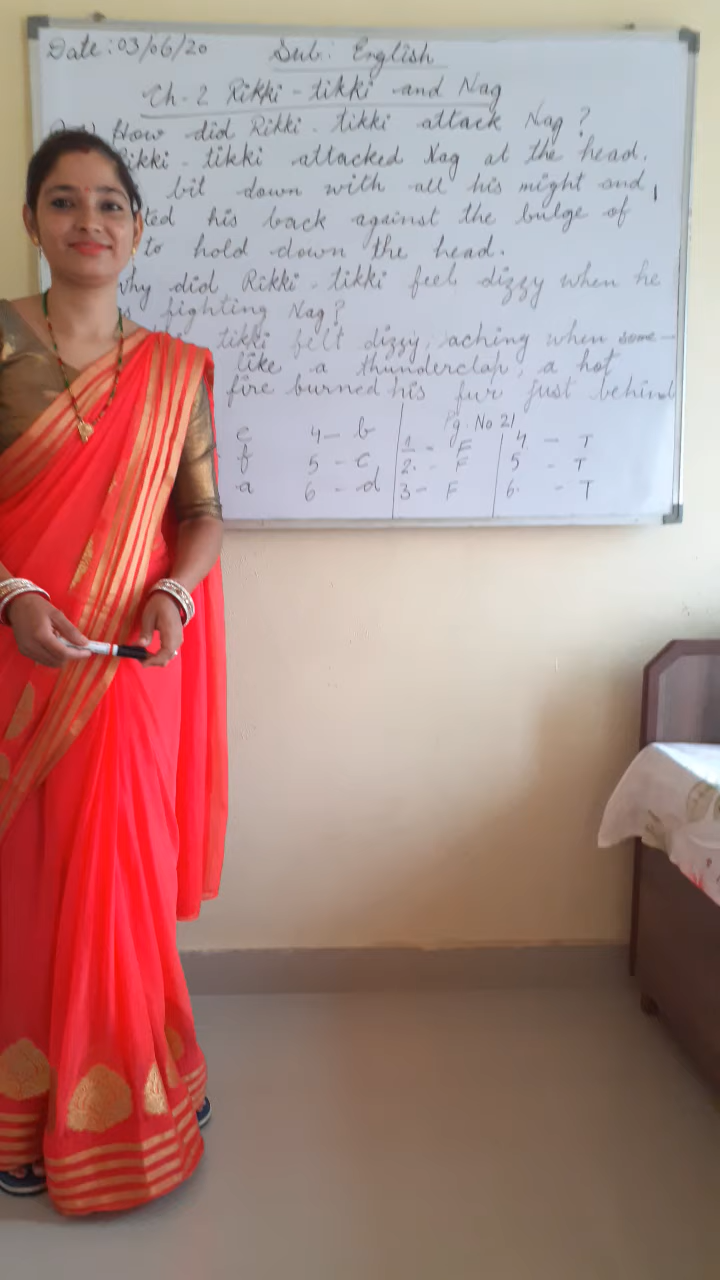 Date: 03/06/20 Sub: English
Ch-2 Rikki-tikki and Nag
How did Rikki-tikki attack Nag?
Rikki-tikki attacked Nag at the head.
bit down with all his might and
ted his back against the bulge of
to hold down the head.
why did Rikki-tikki feel dizzy when he
fighting Nag?
tikki felt dizzy, aching when some-
like a thunderclap, a hot
fire burned his fur just behind
Pg. No 21
e 4- b 1- F 4 - T
f 5 - c 2. - F 5 - T
a 6 - d 3- F 6. - T